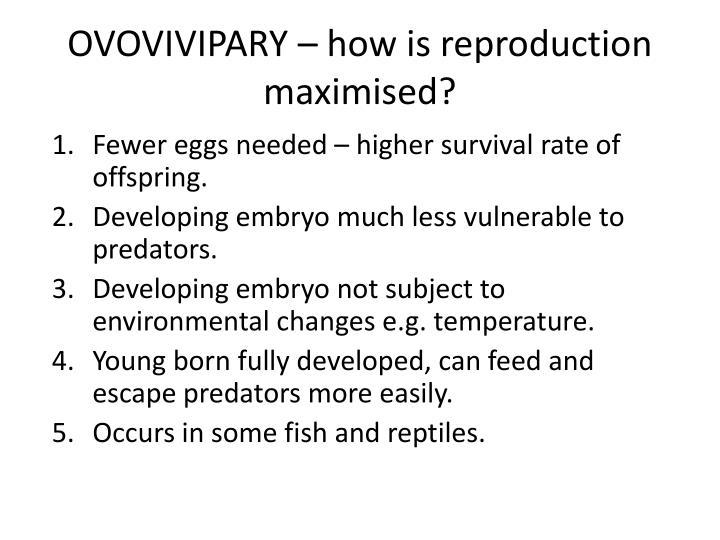 OVOVIVIPARY – how is reproduction
maximised?
1. Fewer eggs needed – higher survival rate of
offspring.
2. Developing embryo much less vulnerable to
predators.
3. Developing embryo not subject to
environmental changes e.g. temperature.
4. Young born fully developed, can feed and
escape predators more easily.
5. Occurs in some fish and reptiles.